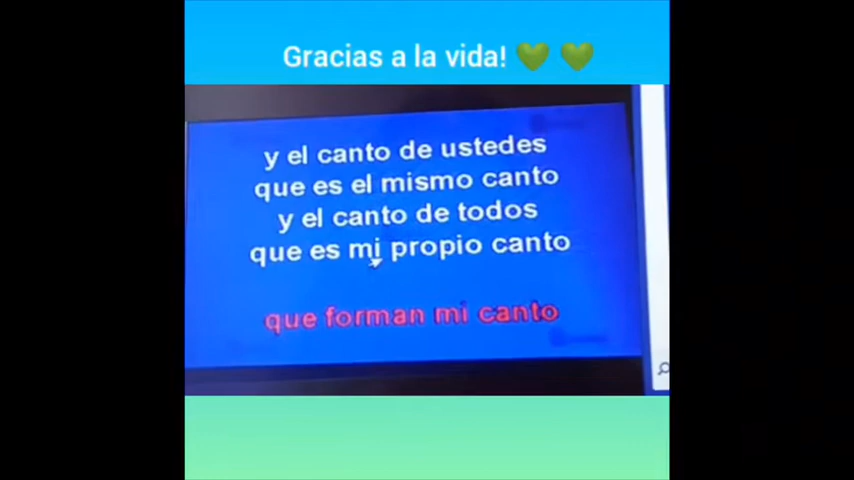 Gracias a la vida! 💚 💚
y el canto de ustedes
que es el mismo canto
y el canto de todos
que es mi propio canto
que forman mi canto